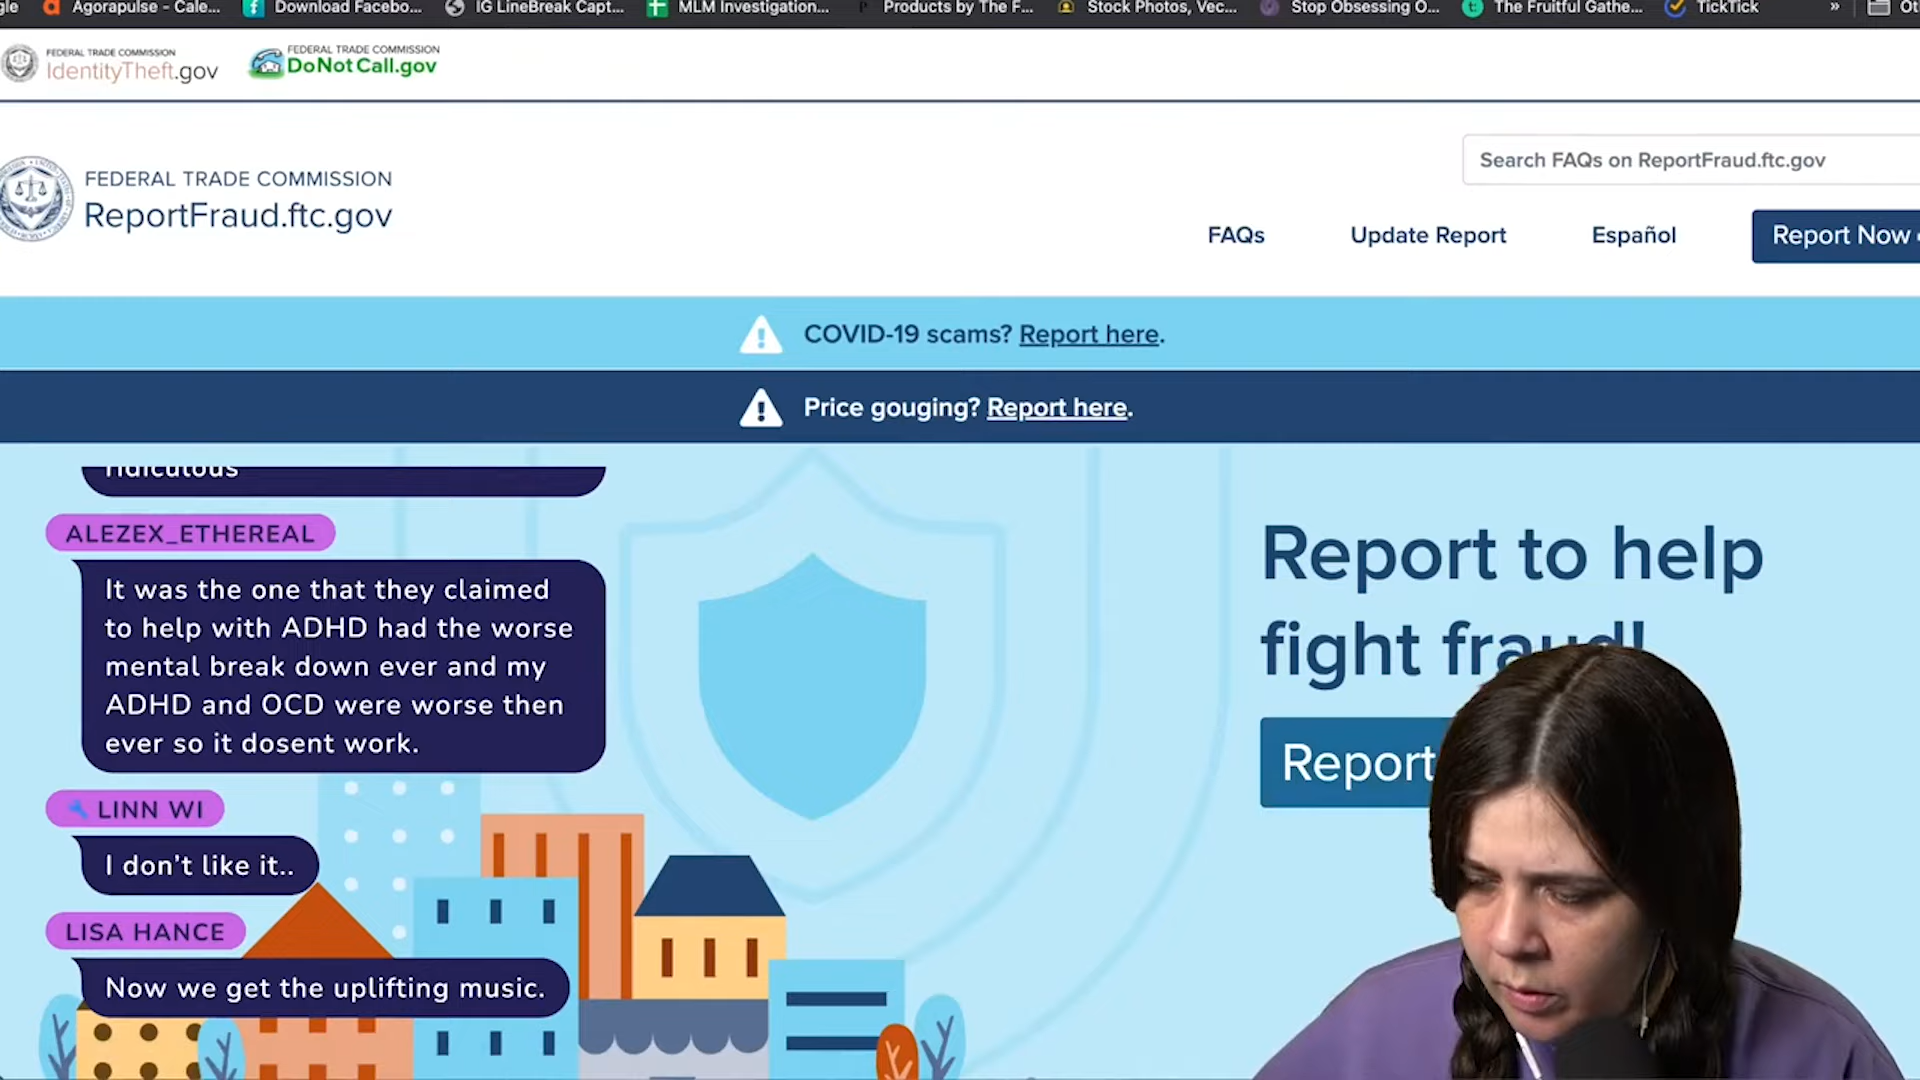 gle Agorapulse - Cale... Download Facebo... IG LineBreak Capt... MLM Investigation... Products by The F... Stock Photos, Vec... Stop Obsessing O... The Fruitful Gathe... TickTick »
FEDERAL TRADE COMMISSION
IdentityTheft.gov
FEDERAL TRADE COMMISSION
DoNotCall.gov
Search FAQs on ReportFraud.ftc.gov
FEDERAL TRADE COMMISSION
ReportFraud.ftc.gov
FAQs Update Report Español Report Now
COVID-19 scams? Report here.
Price gouging? Report here.
ridiculous
ALEZEX_ETHEREAL
It was the one that they claimed
to help with ADHD had the worse
mental break down ever and my
ADHD and OCD were worse then
ever so it dosent work.
LINN WI
I don't like it..
LISA HANCE
Now we get the uplifting music.
Report to help
fight fraud!
Report